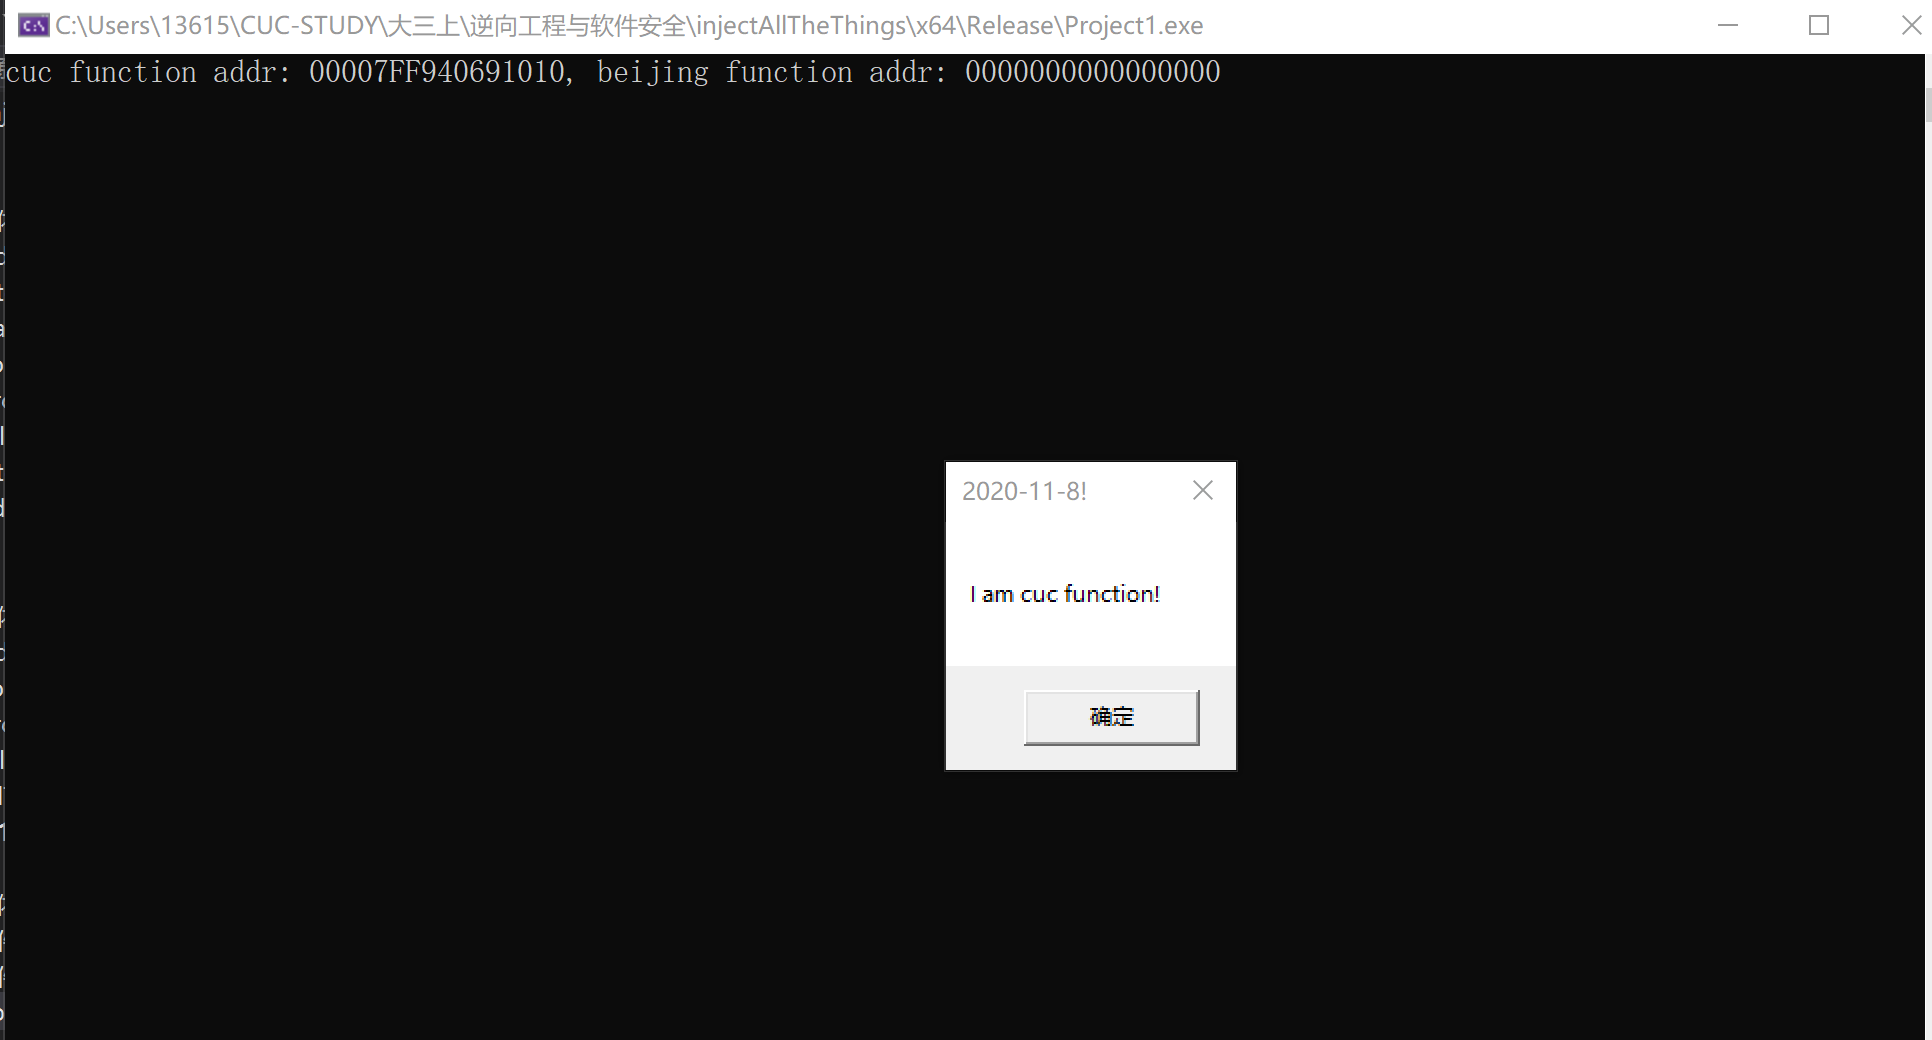 C:\Users\13615\CUC-STUDY\大三上\逆向工程与软件安全\injectAllTheThings\x64\Release\Project1.exe
cuc function addr: 00007FF940691010, beijing function addr: 0000000000000000
2020-11-8!
I am cuc function!
确定